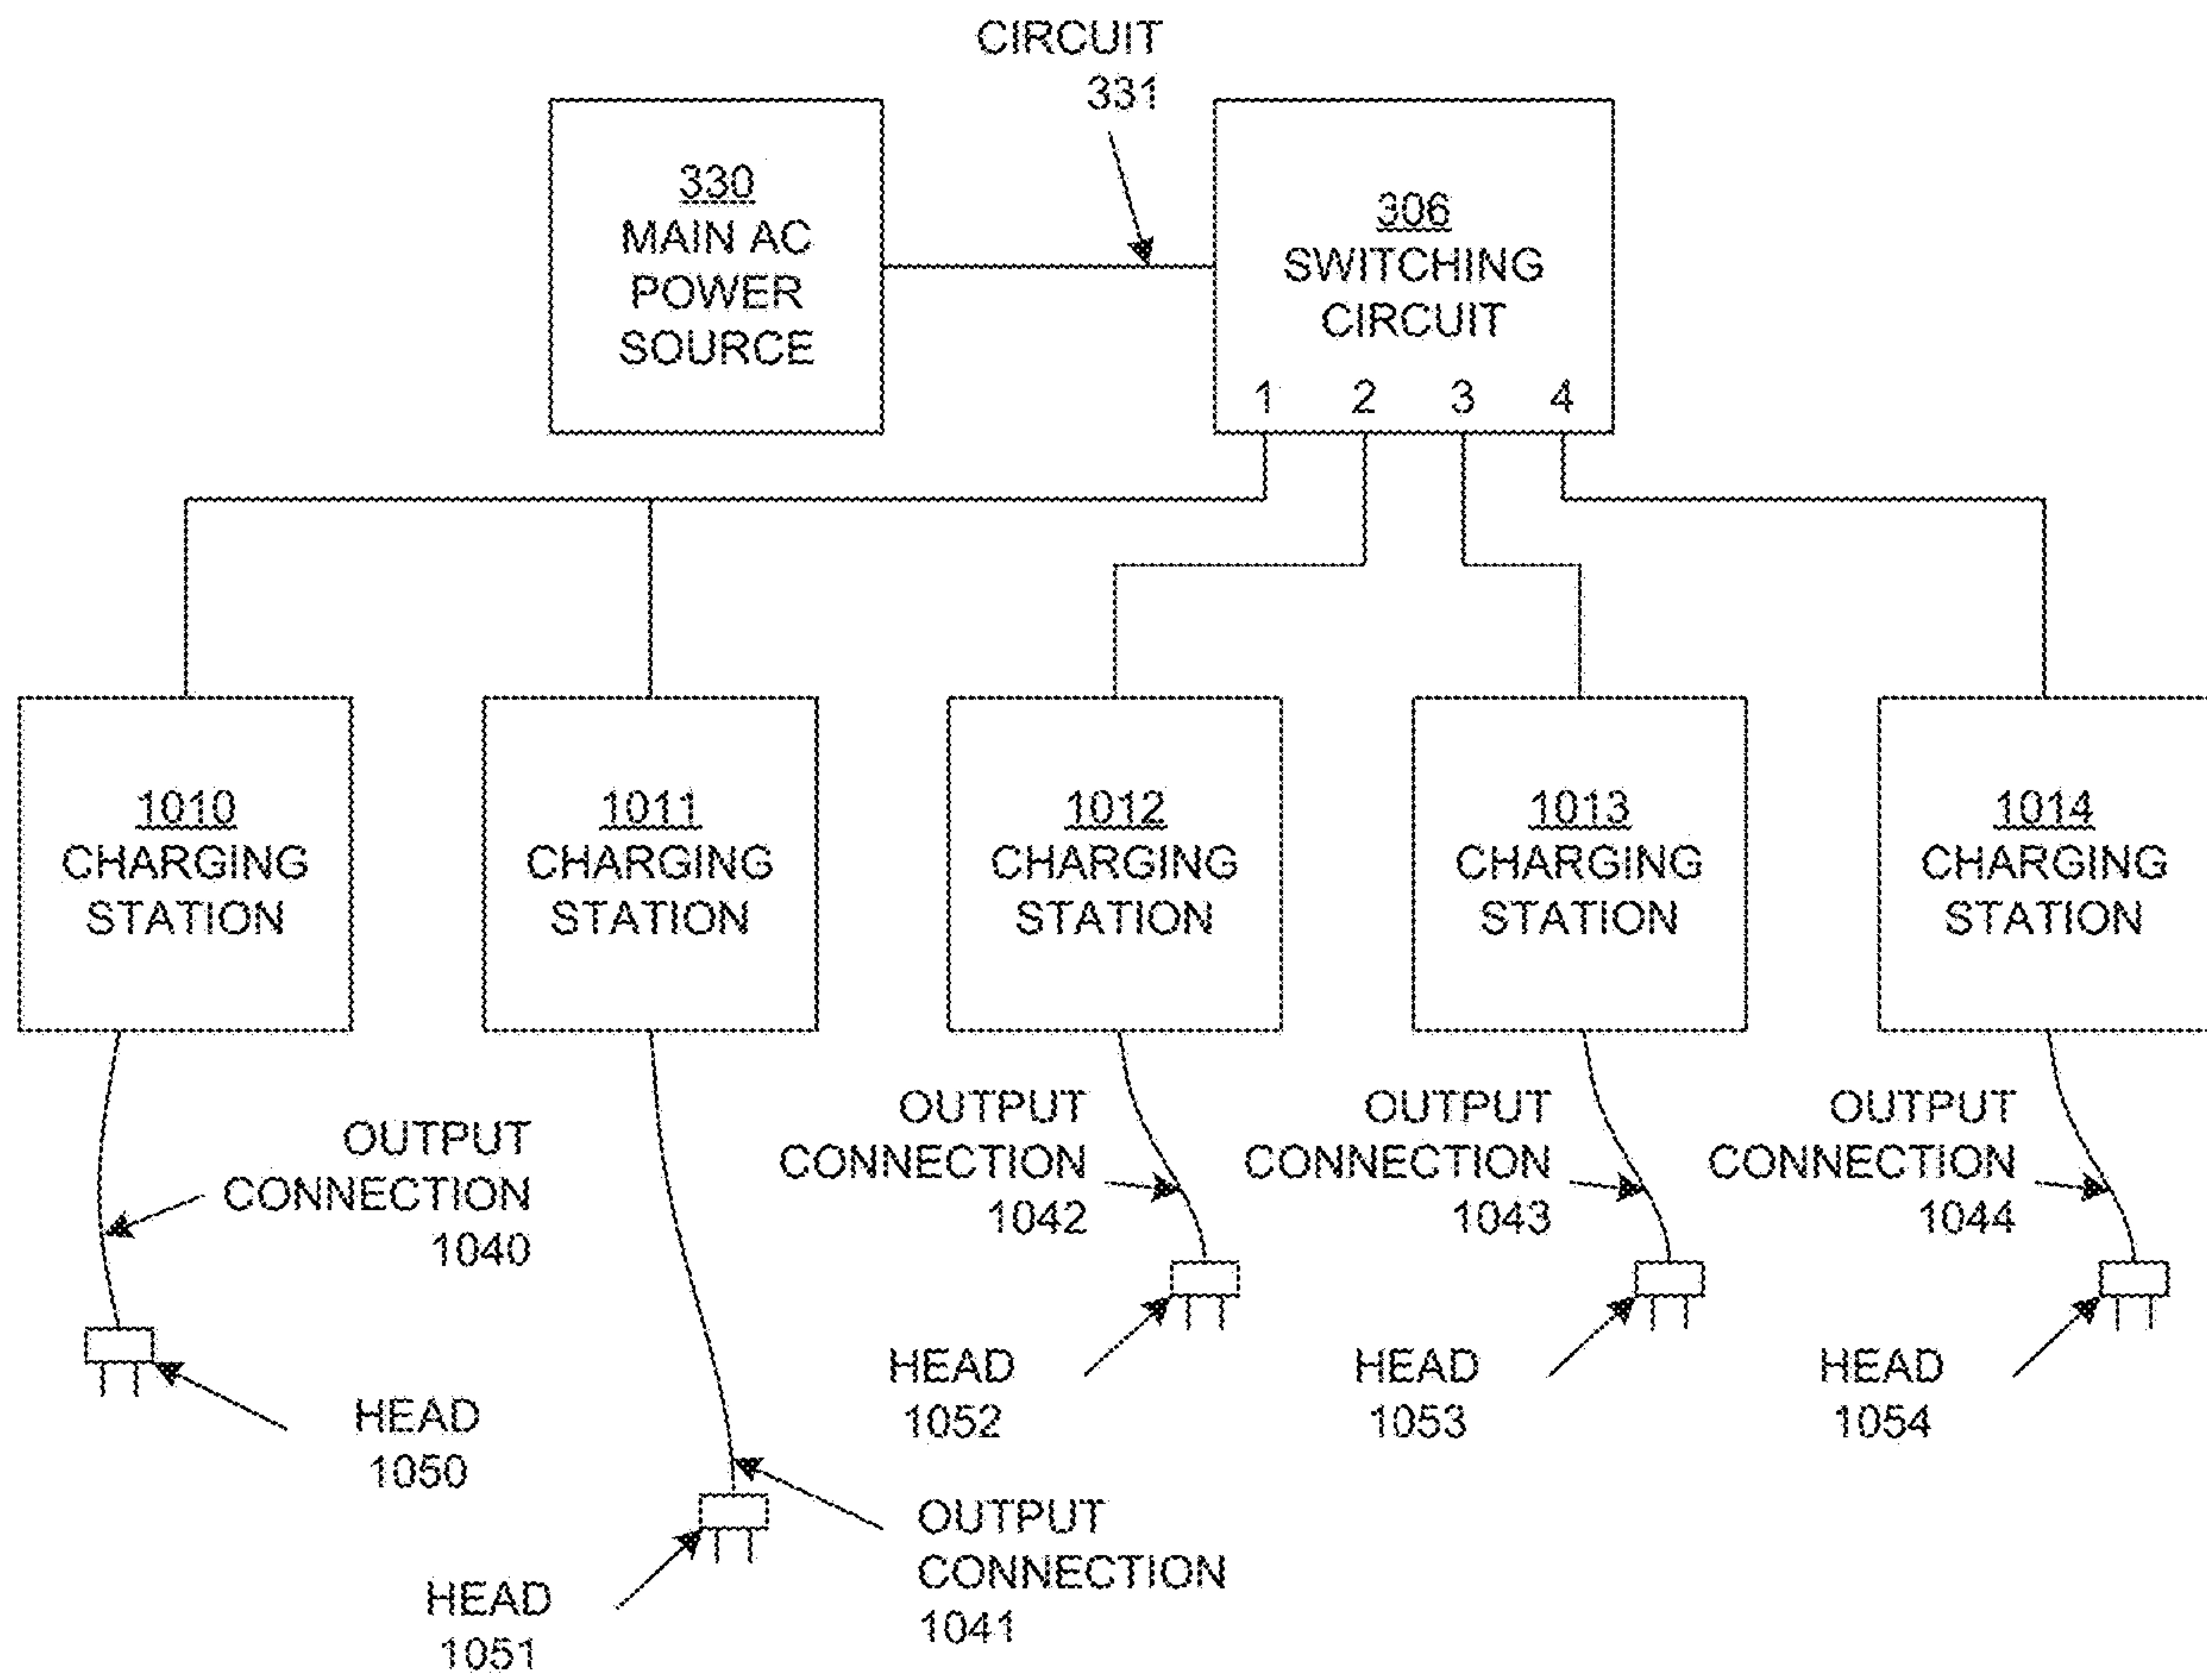 CIRCUIT
331
330
MAIN AC
POWER
SOURCE
306
SWITCHING
CIRCUIT
1 2 3 4
1010
CHARGING
STATION
1011
CHARGING
STATION
1012
CHARGING
STATION
1013
CHARGING
STATION
1014
CHARGING
STATION
OUTPUT
CONNECTION
1040
OUTPUT
CONNECTION
1042
OUTPUT
CONNECTION
1043
OUTPUT
CONNECTION
1044
HEAD
1050
HEAD
1052
HEAD
1053
HEAD
1054
HEAD
1051
OUTPUT
CONNECTION
1041